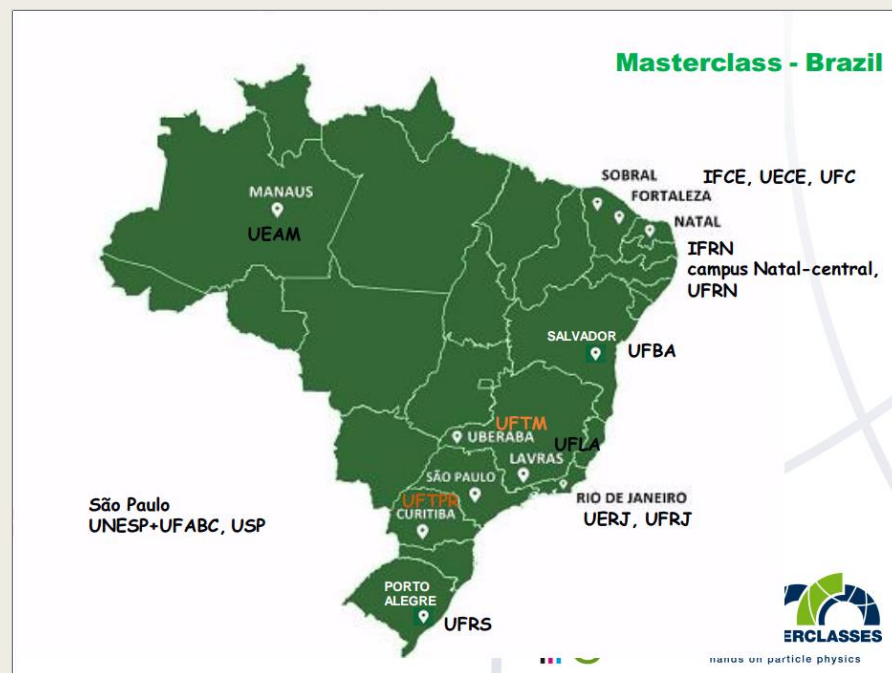 Masterclass - Brazil
SOBRAL
IFCE, UECE, UFC
FORTALEZA
MANAUS
NATAL
UEAM
IFRN
campus Natal-central,
UFRN
SALVADOR
UFBA
UFTM
UBERABA
UFLA
LAVRAS
SÃO PAULO
RIO DE JANEIRO
UERJ, UFRJ
UFTPR
CURITIBA
São Paulo
UNESP+UFABC, USP
PORTO
ALEGRE
UFRS
ERCLASSES
hands on particle physics